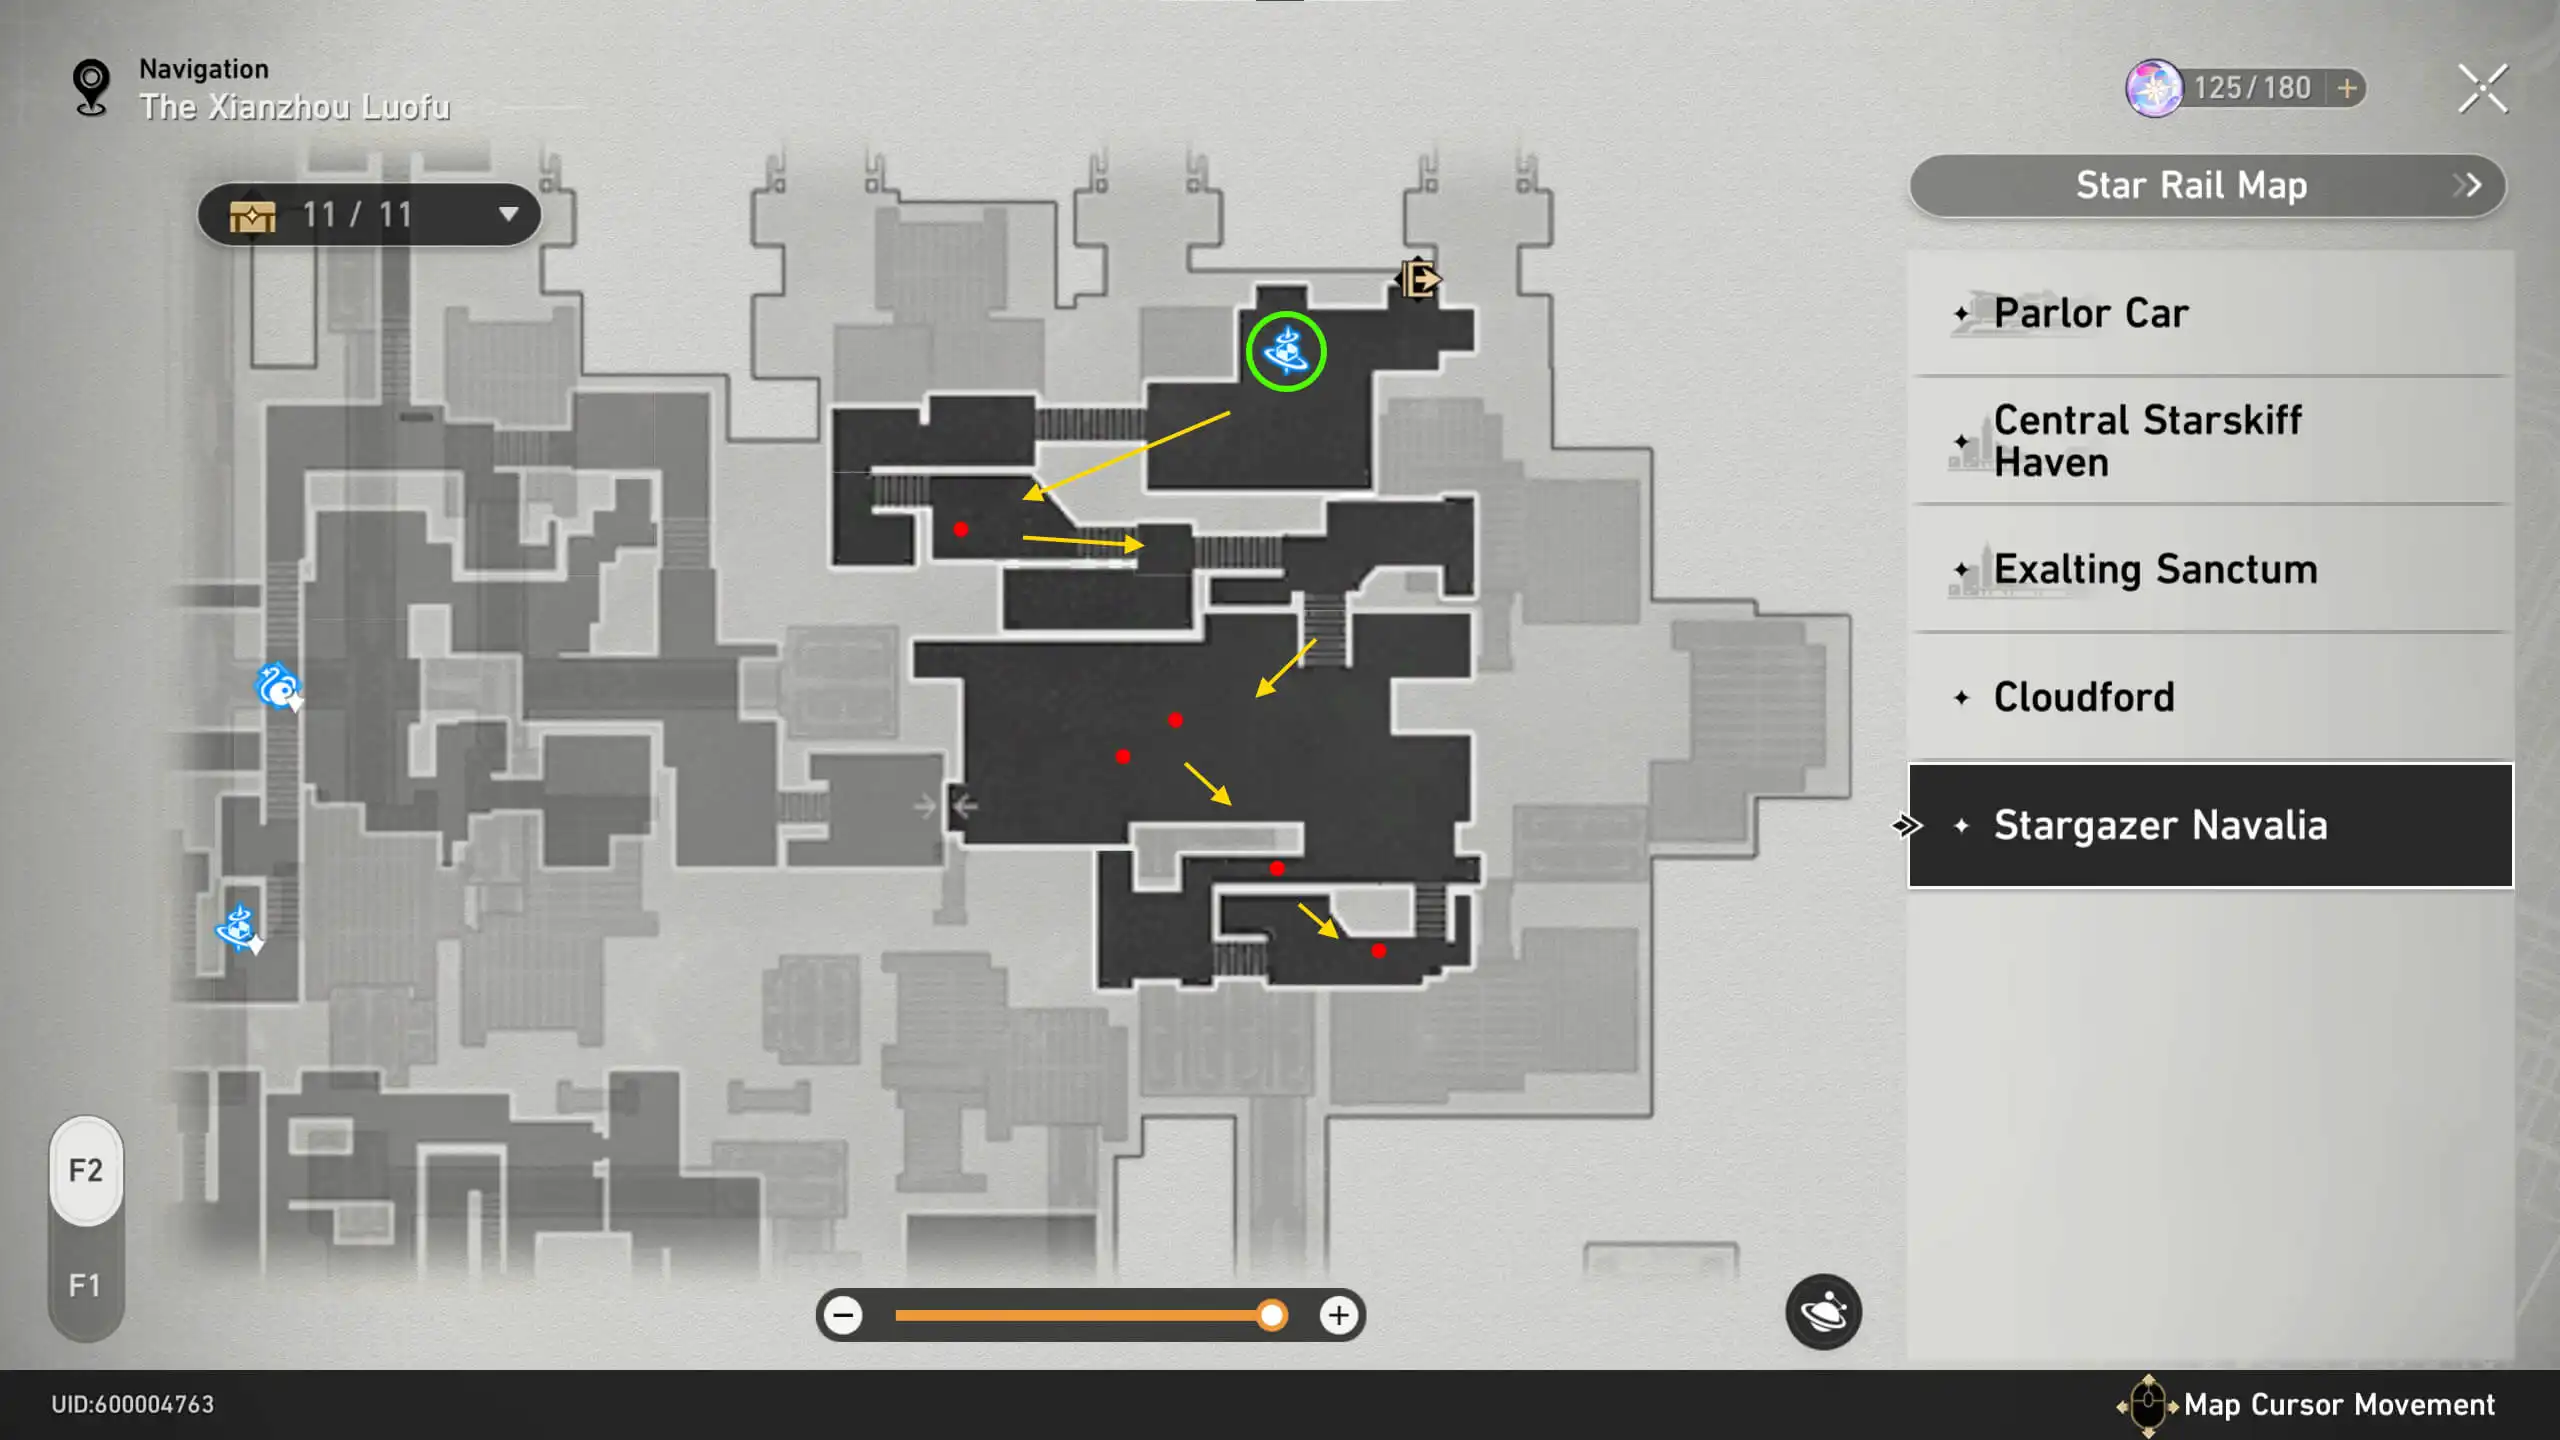 Navigation
The Xianzhou Luofu
125/180
11 / 11
Star Rail Map
Parlor Car
Central Starskiff
Haven
Exalting Sanctum
Cloudford
Stargazer Navalia
F2
F1
UID:600004763
Map Cursor Movement